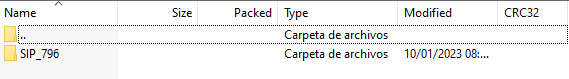 Name Size Packed Type Modified CRC32
.. Carpeta de archivos
SIP_796 Carpeta de archivos 10/01/2023 08:...